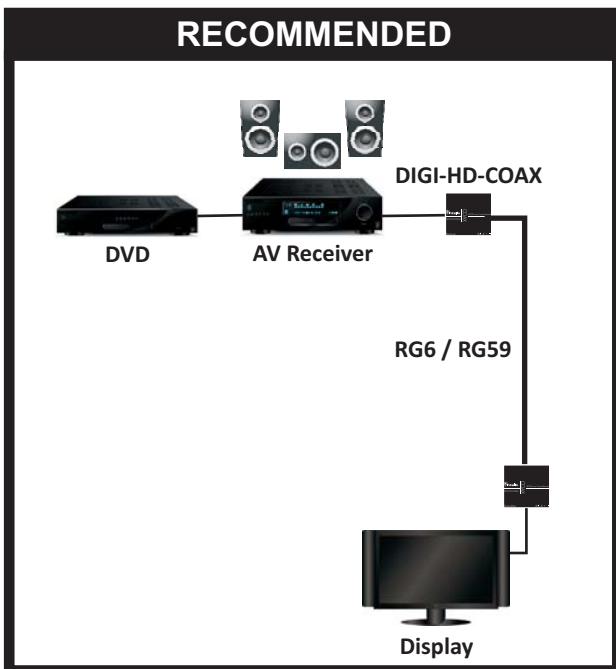 RECOMMENDED
DIGI-HD-COAX
DVD
AV Receiver
RG6 / RG59
Display